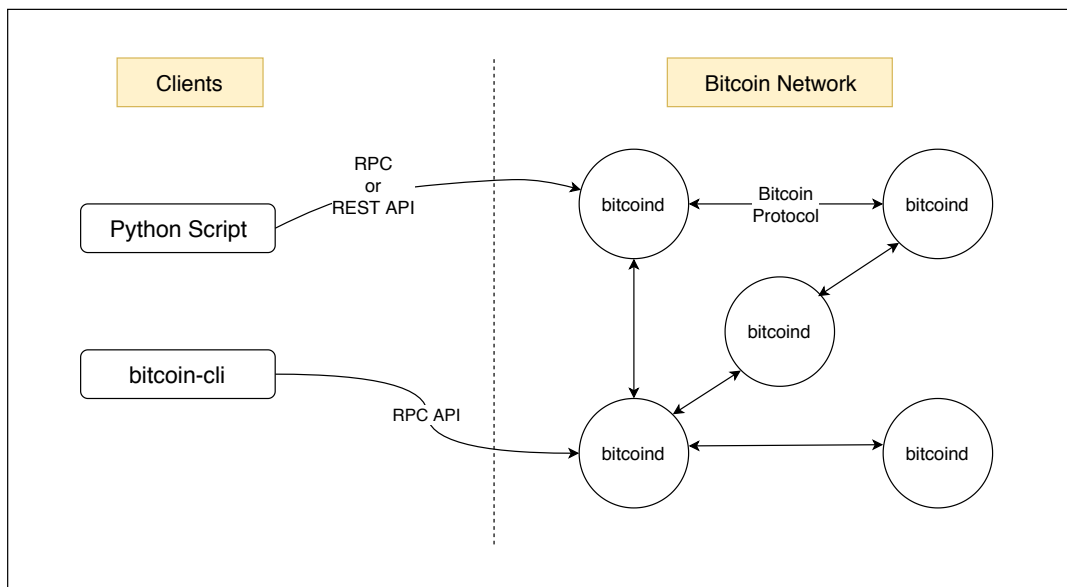 Clients
Bitcoin Network
RPC
or
REST API
Python Script
bitcoind
Bitcoin
Protocol
bitcoind
bitcoind
bitcoin-cli
RPC API
bitcoind
bitcoind